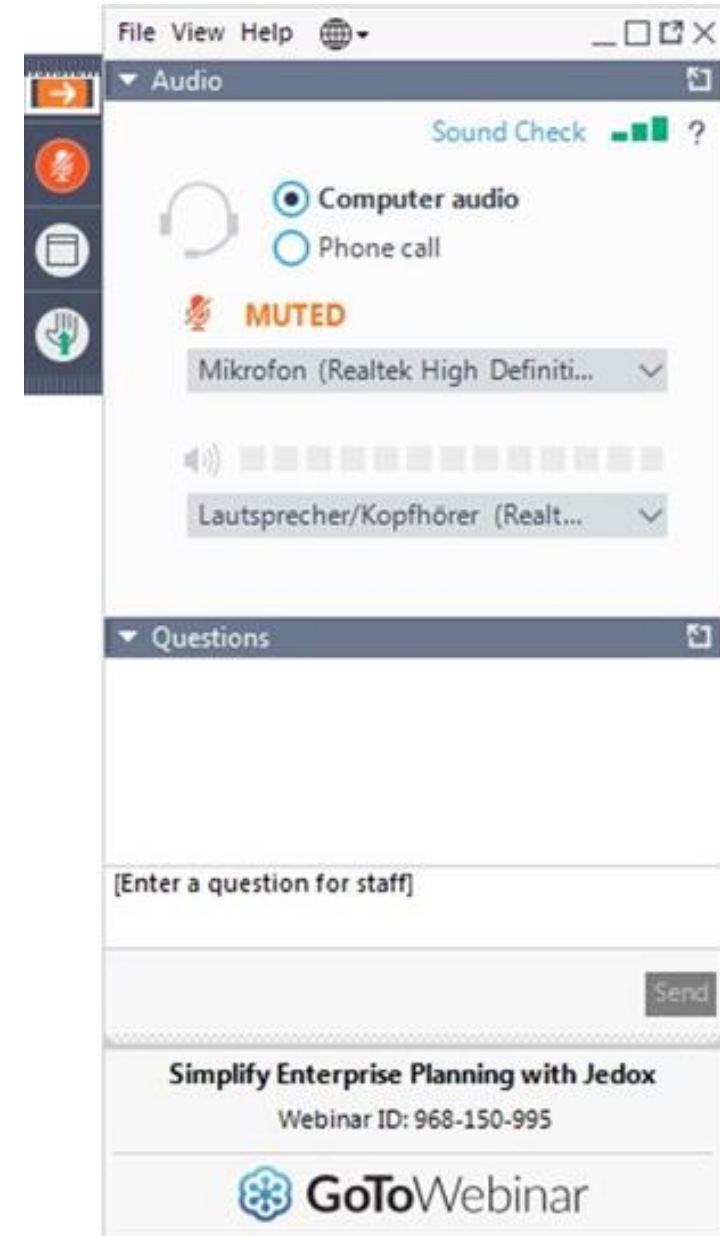 File View Help
Audio
Sound Check ?
Computer audio
Phone call
MUTED
Mikrofon (Realtek High Definiti...
Lautsprecher/Kopfhörer (Realt...
Questions
[Enter a question for staff]
Send
Simplify Enterprise Planning with Jedox
Webinar ID: 968-150-995
GoToWebinar